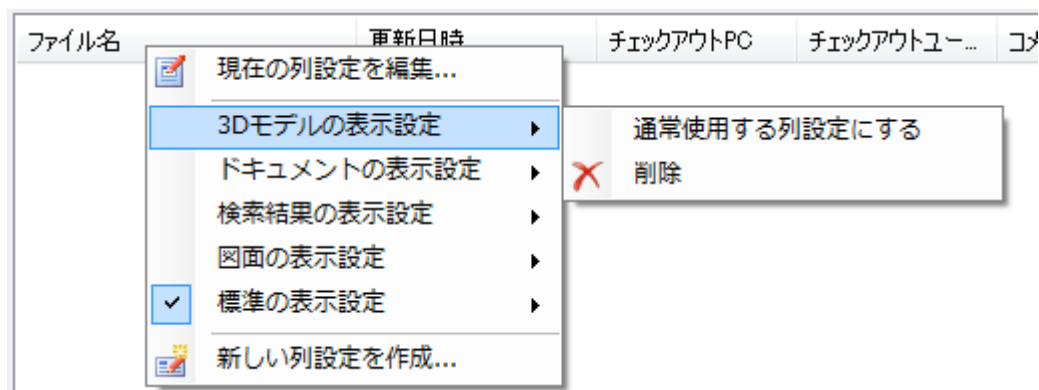 ファイル名 更新日時 チェックアウトPC チェックアウトユー... コメ
現在の列設定を編集...
3Dモデルの表示設定 通常使用する列設定にする
ドキュメントの表示設定 削除
検索結果の表示設定
図面の表示設定
標準の表示設定
新しい列設定を作成...